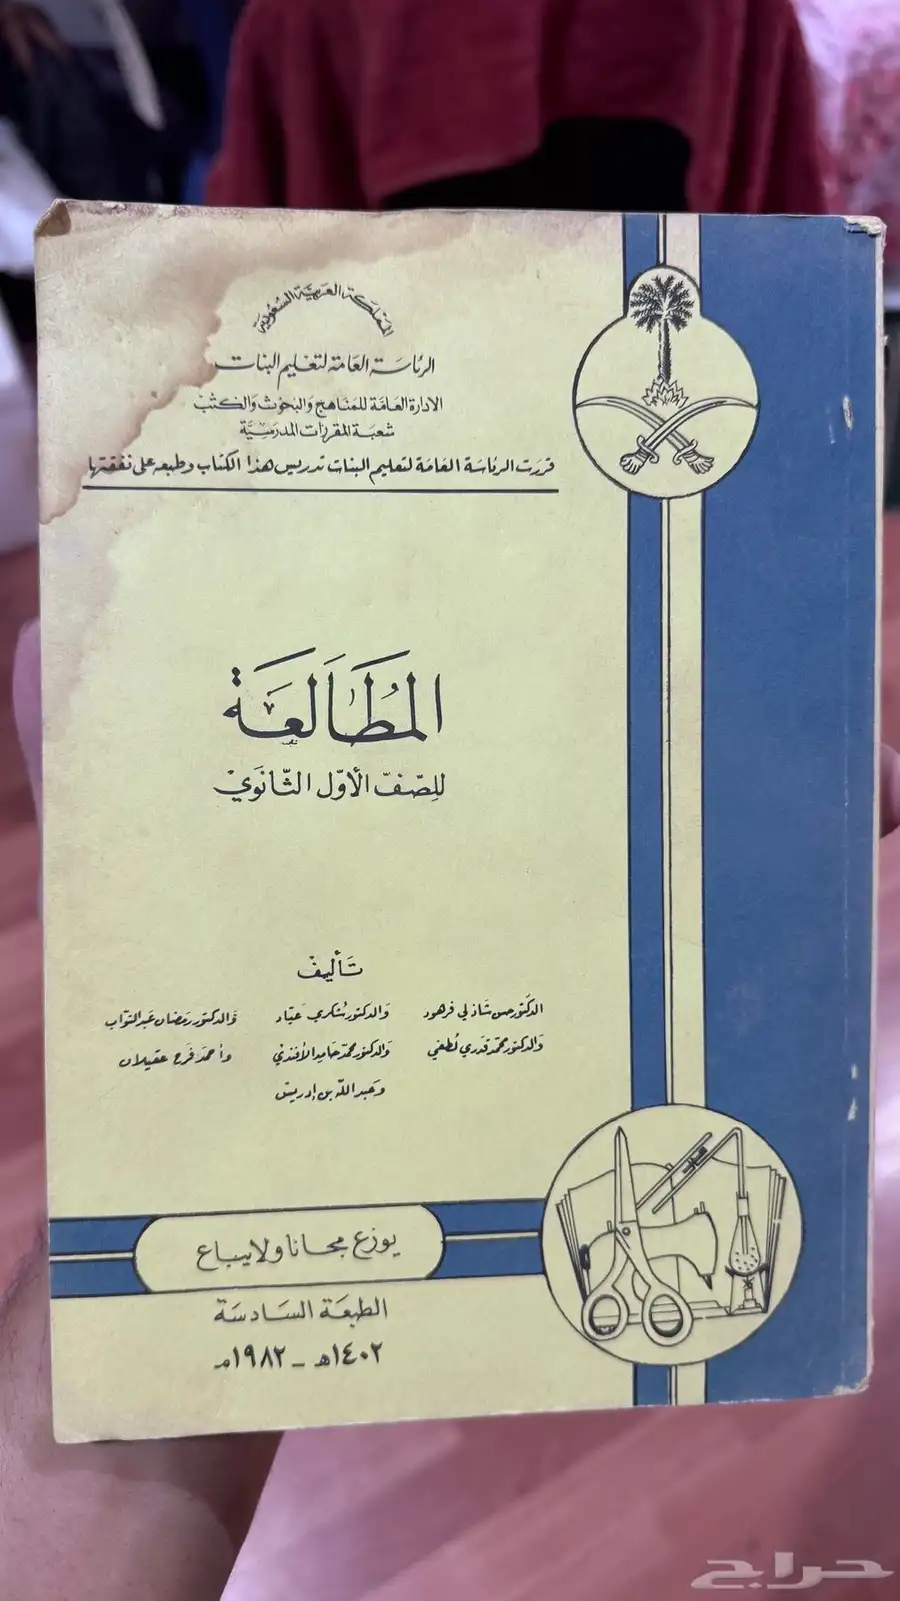 المملكة العربية السعودية
الرئاسة العامة لتعليم البنات
الادارة العامة للمناهج والبحوث والكتب
شعبة المقررات المدرسية
قررت الرئاسة العامة لتعليم البنات تدريس هذا الكتاب وطبعه على نفقتها
المطالعة
للصف الأول الثانوي
تأليف
الدكتور حسن شاذلي فرهود والدكتور شكري عياد والدكتور رمضان عبد التواب
والدكتور محمد قدري لطفي والدكتور محمد حامد الأفندي وأحمد فرح عقيلان
وعبد الله بن إدريس
يوزع مجانا ولا يباع
الطبعة السادسة
١٤٠٢هـ - ١٩٨٢م
حراج